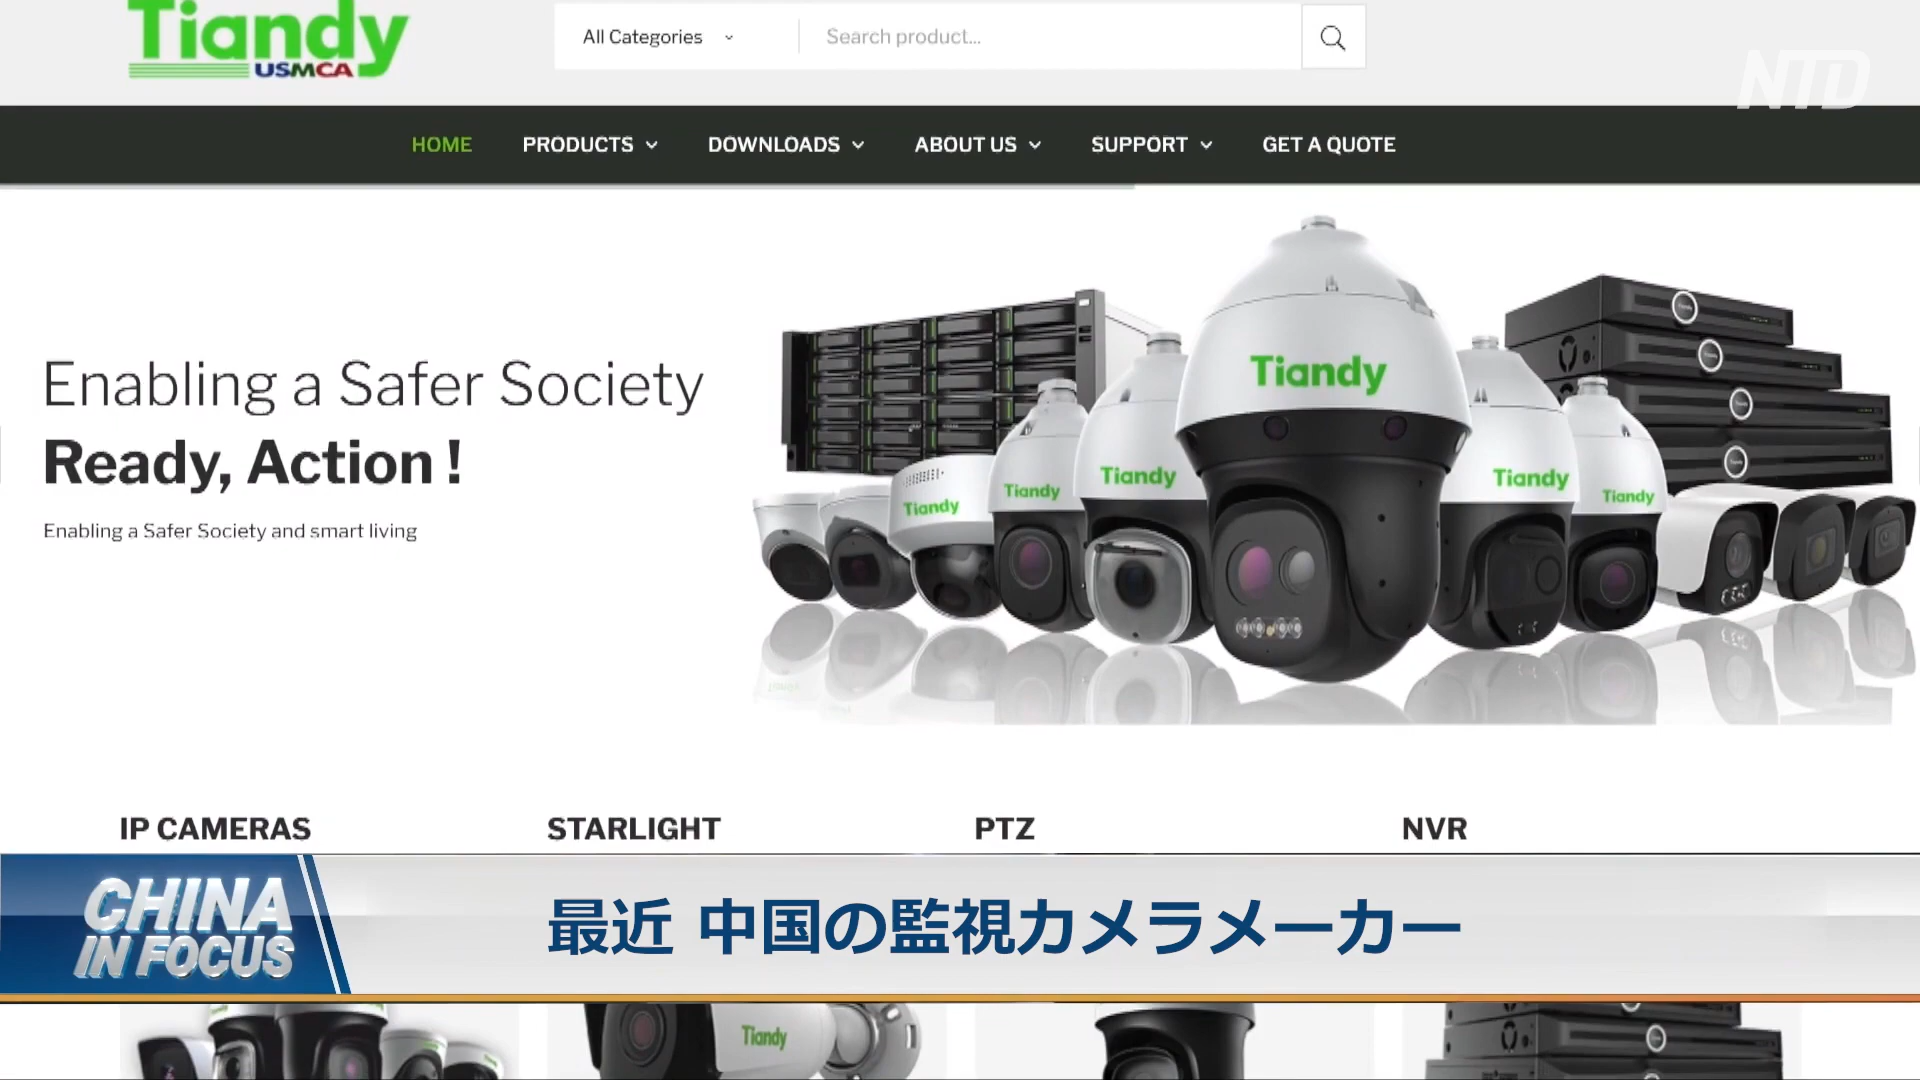 Tiandy
USMCA
All Categories
Search product...
NTD
HOME PRODUCTS DOWNLOADS ABOUT US SUPPORT GET A QUOTE
Enabling a Safer Society
Ready, Action !
Enabling a Safer Society and smart living
Tiandy
Tiandy
Tiandy
Tiandy
Tiandy
Tiandy
IP CAMERAS STARLIGHT PTZ NVR
CHINA
IN FOCUS
最近 中国の監視カメラメーカー
Tiandy